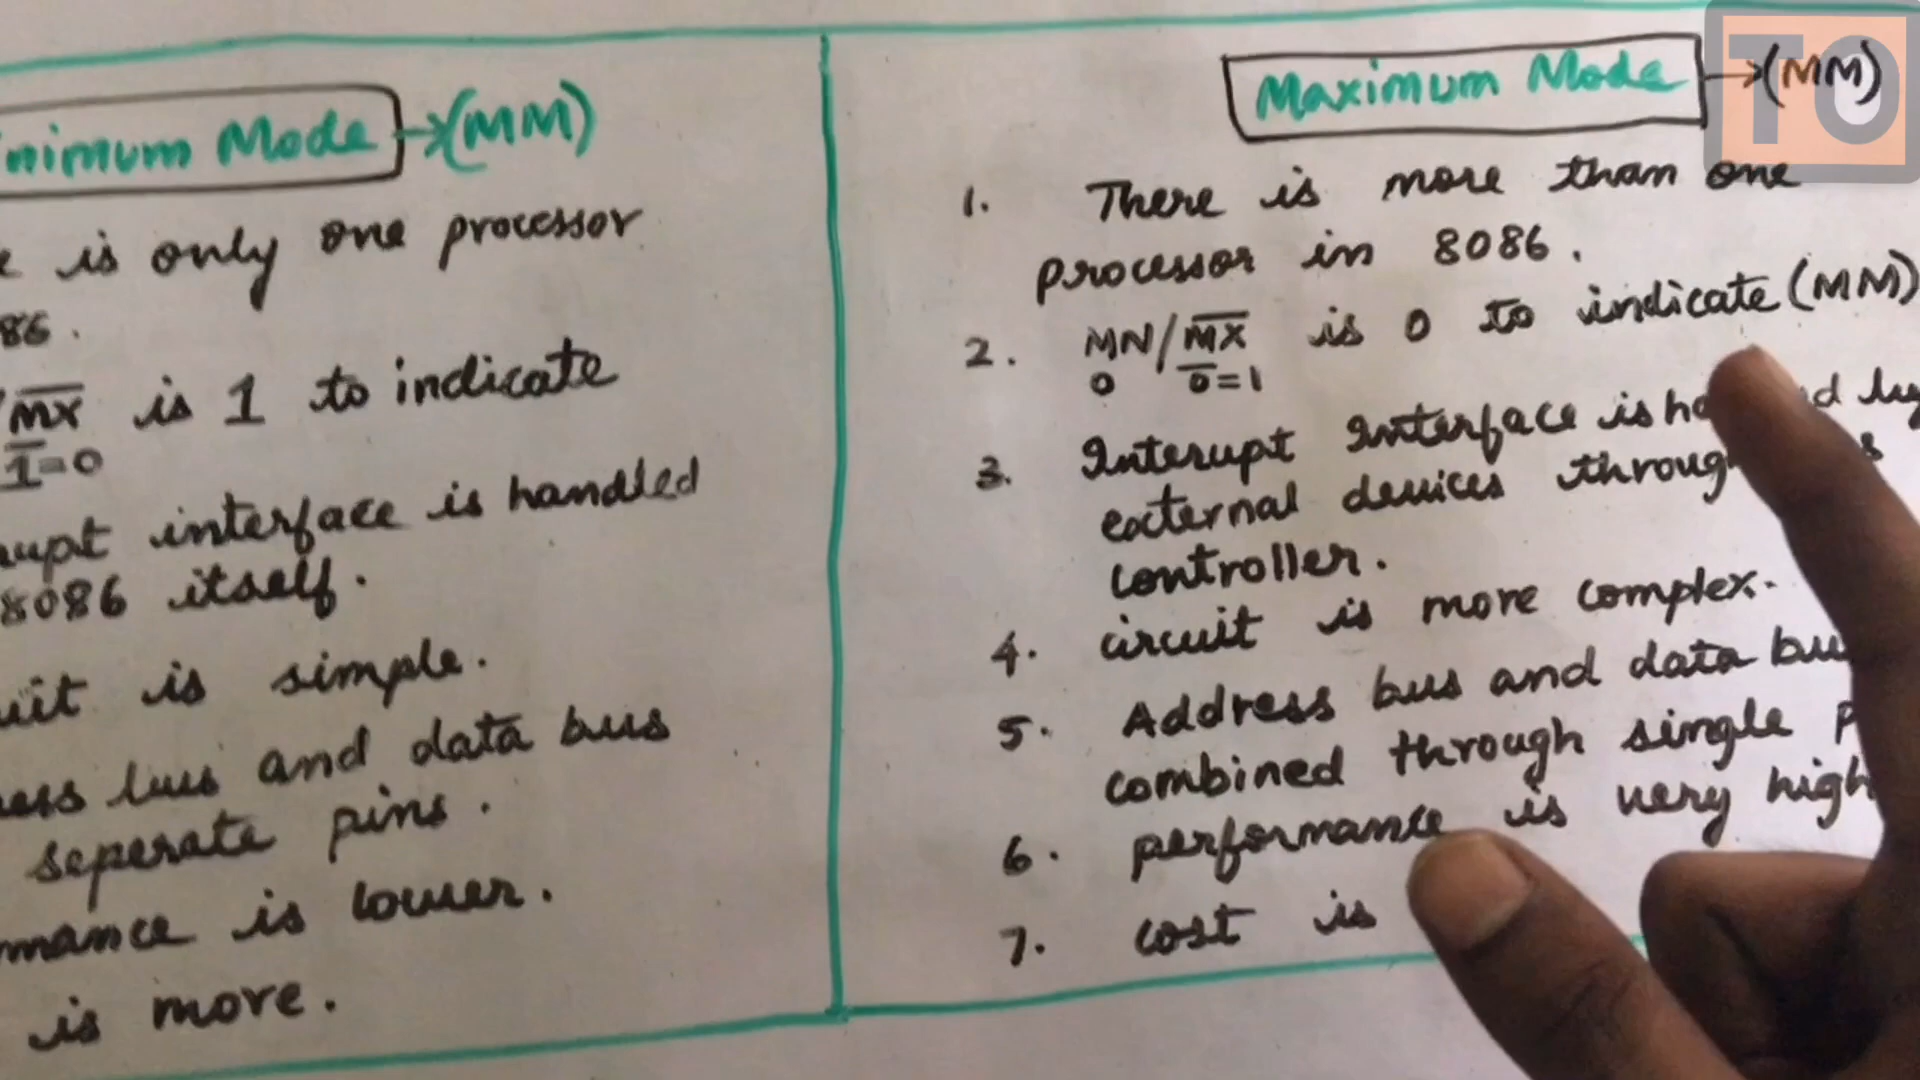 Mode →(MM)
is only one processor
86.
MX is 1 to indicate
1=0
interface is handled
8086 itself.
is simple.
and data bus
seperate pins.
is lower.
is more.
Maximum Mode →(MM)
TO
1. There is more than one
processor in 8086.
2. MN/MX is 0 to indicate (MM)
0 0=1
3. Interupt Interface is
external devices
controller.
4. circuit is more complex.
5. Address bus and data
combined through single
6. performance is very high
7. cost is